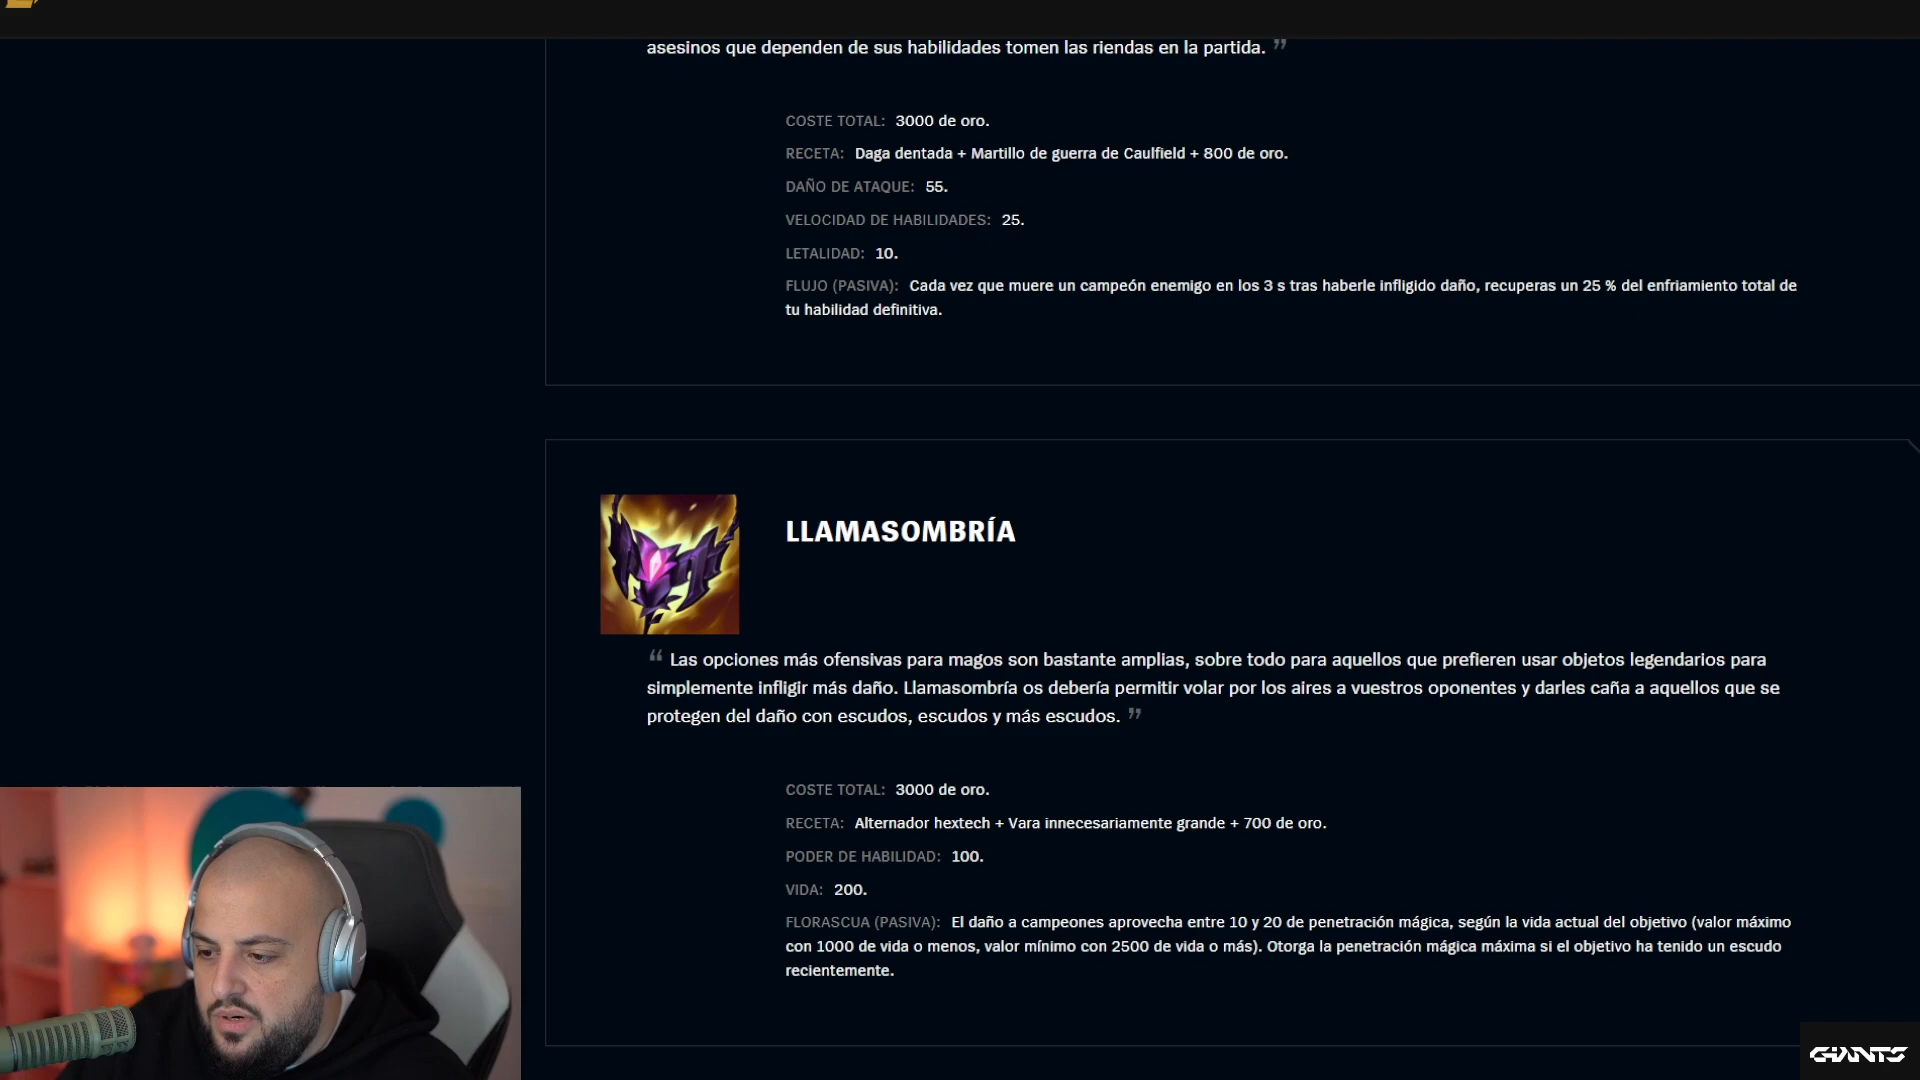 asesinos que dependen de sus habilidades tomen las riendas en la partida. ”
COSTE TOTAL: 3000 de oro.
RECETA: Daga dentada + Martillo de guerra de Caulfield + 800 de oro.
DAÑO DE ATAQUE: 55.
VELOCIDAD DE HABILIDADES: 25.
LETALIDAD: 10.
FLUJO (PASIVA): Cada vez que muere un campeón enemigo en los 3 s tras haberle infligido daño, recuperas un 25 % del enfriamiento total de
tu habilidad definitiva.
LLAMASOMBRÍA
“ Las opciones más ofensivas para magos son bastante amplias, sobre todo para aquellos que prefieren usar objetos legendarios para
simplemente infligir más daño. Llamasombría os debería permitir volar por los aires a vuestros oponentes y darles caña a aquellos que se
protegen del daño con escudos, escudos y más escudos. ”
COSTE TOTAL: 3000 de oro.
RECETA: Alternador hextech + Vara innecesariamente grande + 700 de oro.
PODER DE HABILIDAD: 100.
VIDA: 200.
FLORASCUA (PASIVA): El daño a campeones aprovecha entre 10 y 20 de penetración mágica, según la vida actual del objetivo (valor máximo
con 1000 de vida o menos, valor mínimo con 2500 de vida o más). Otorga la penetración mágica máxima si el objetivo ha tenido un escudo
recientemente.
GIANTS